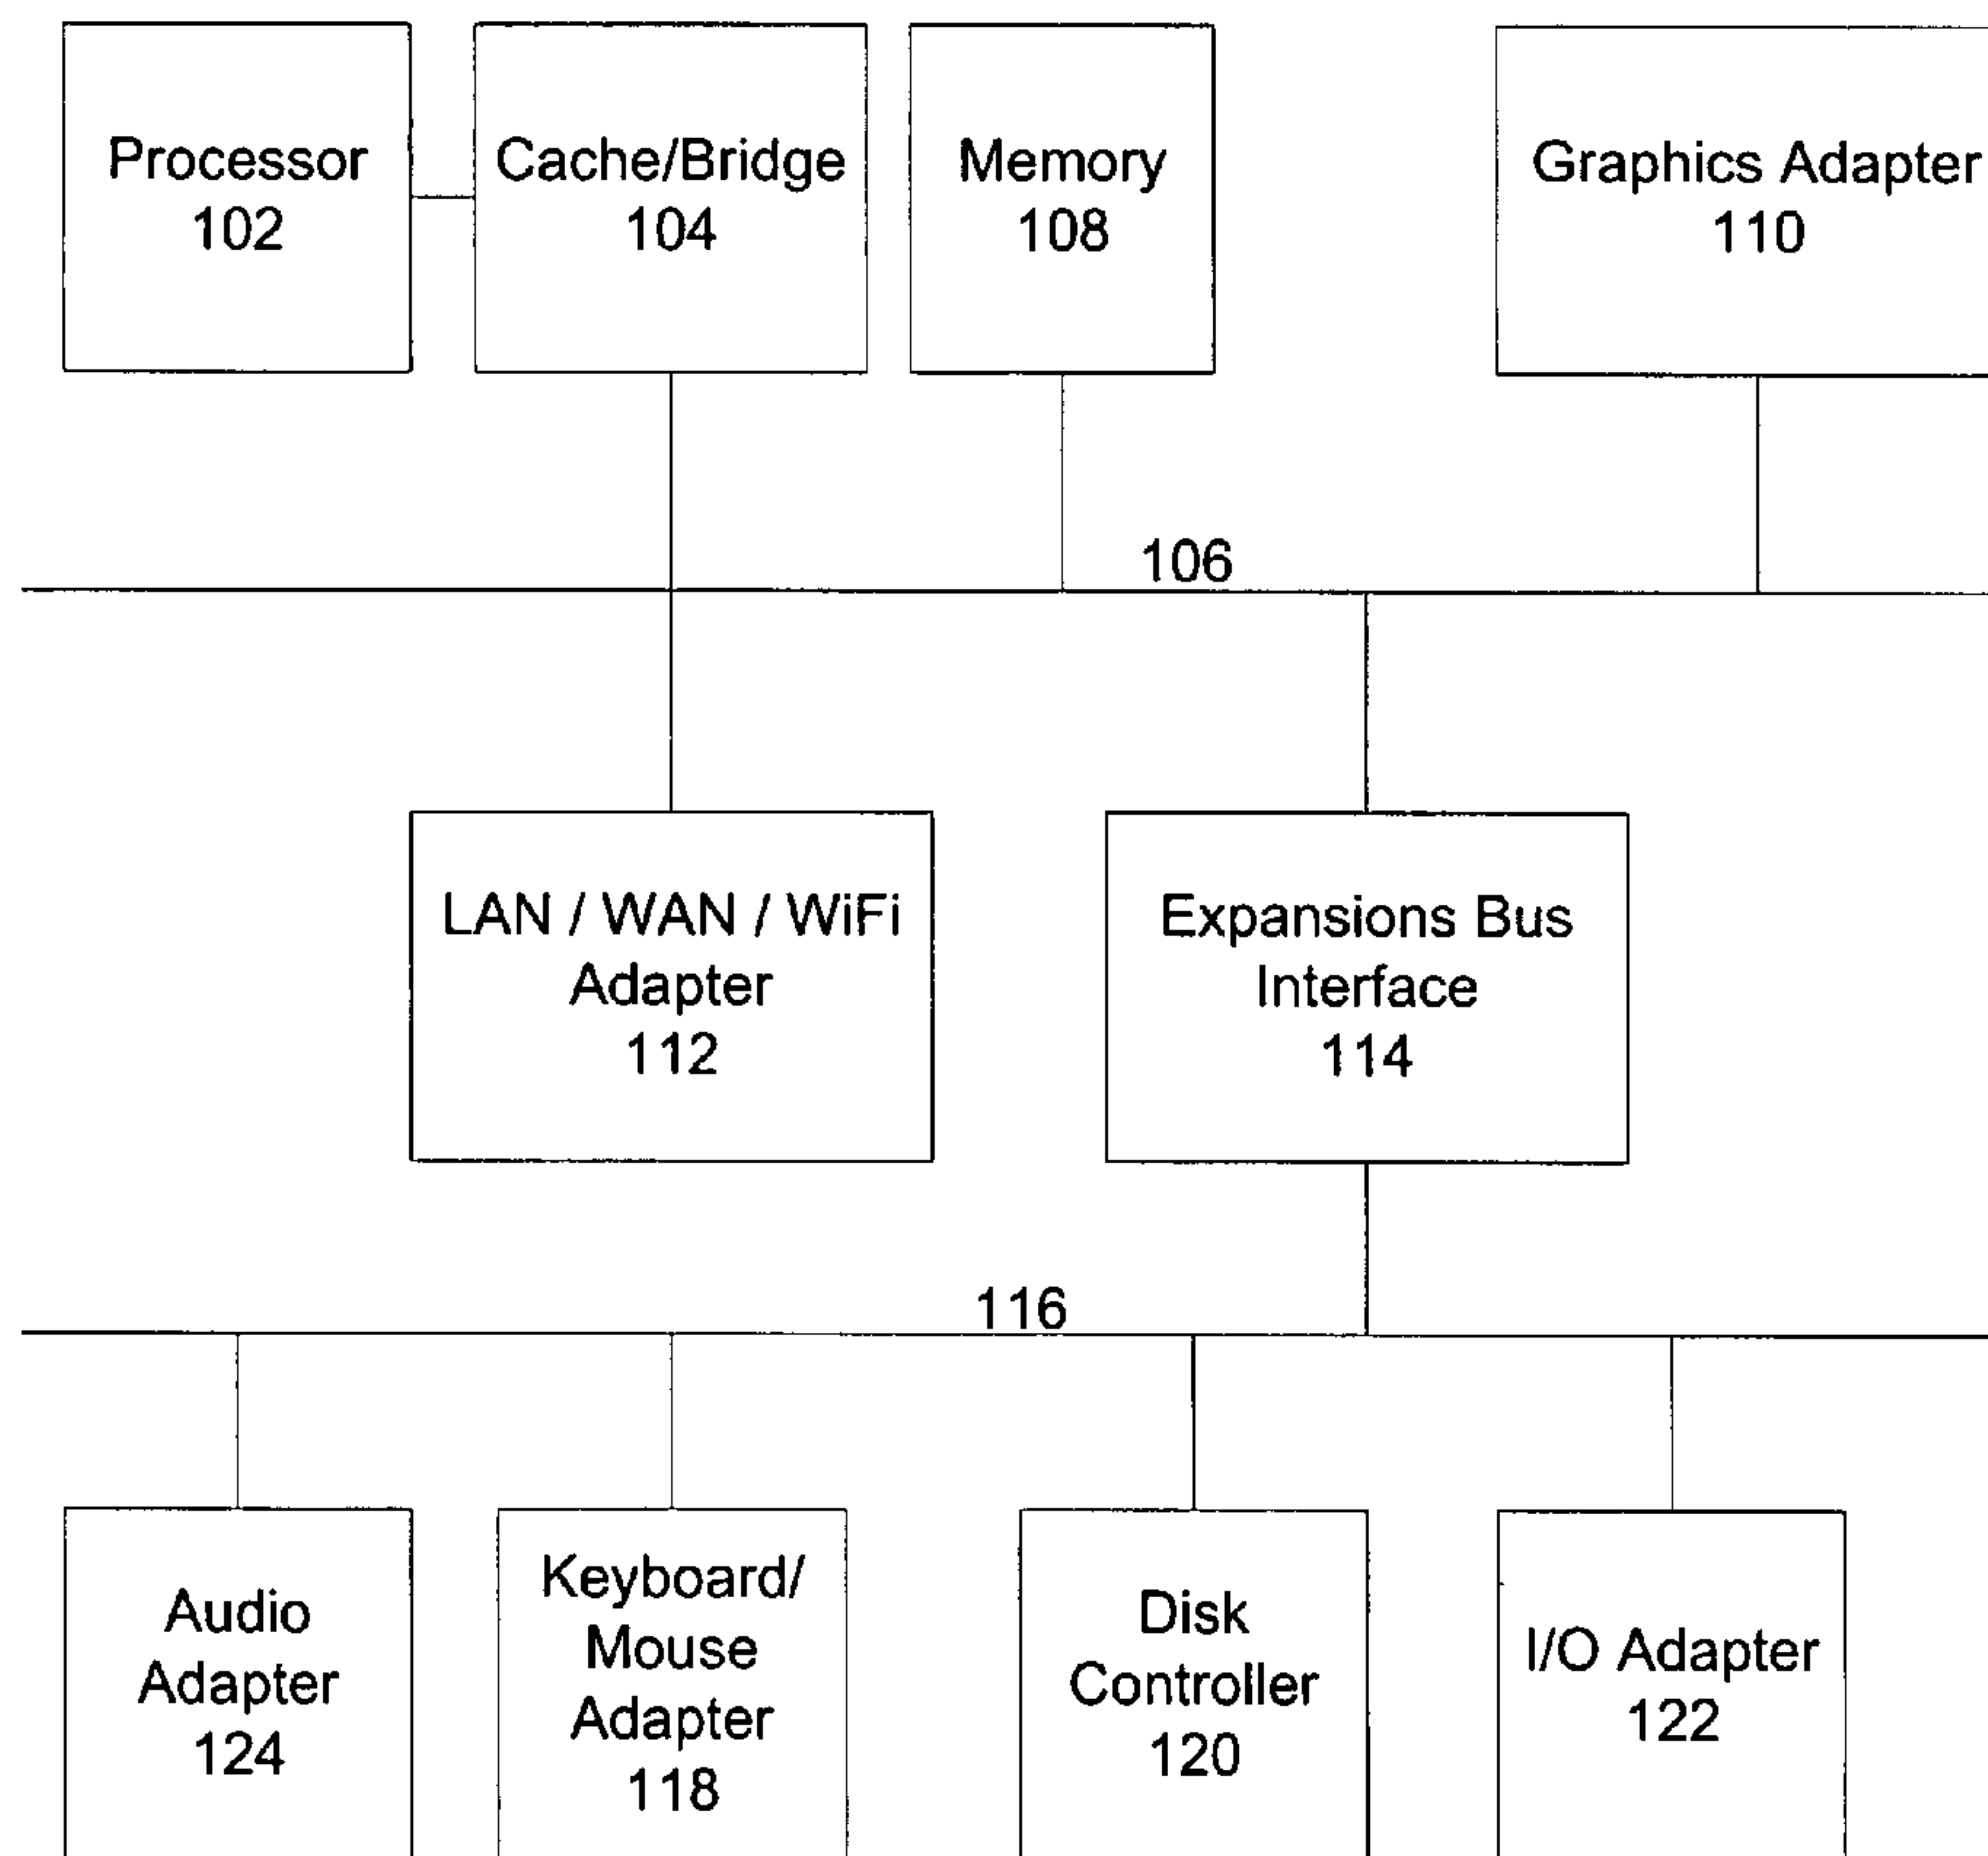 Processor
102
Cache/Bridge
104
Memory
108
Graphics Adapter
110
106
LAN / WAN / WiFi
Adapter
112
Expansions Bus
Interface
114
116
Audio
Adapter
124
Keyboard/
Mouse
Adapter
118
Disk
Controller
120
I/O Adapter
122